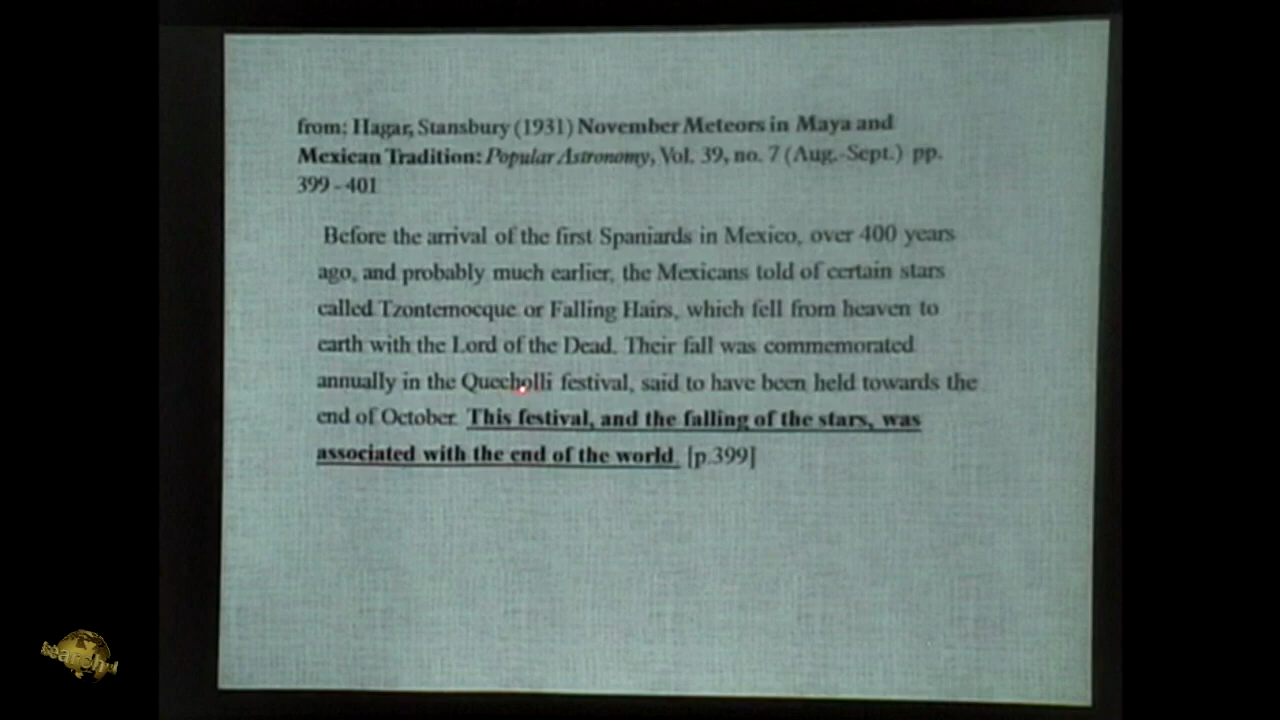 from: Hagar, Stansbury (1931) November Meteors in Maya and
Mexican Tradition: Popular Astronomy, Vol. 39, no. 7 (Aug.-Sept.) pp.
399 - 401
Before the arrival of the first Spaniards in Mexico, over 400 years
ago, and probably much earlier, the Mexicans told of certain stars
called Tzontemocque or Falling Hairs, which fell from heaven to
earth with the Lord of the Dead. Their fall was commemorated
annually in the Quecholli festival, said to have been held towards the
end of October. This festival, and the falling of the stars, was
associated with the end of the world. [p.399]